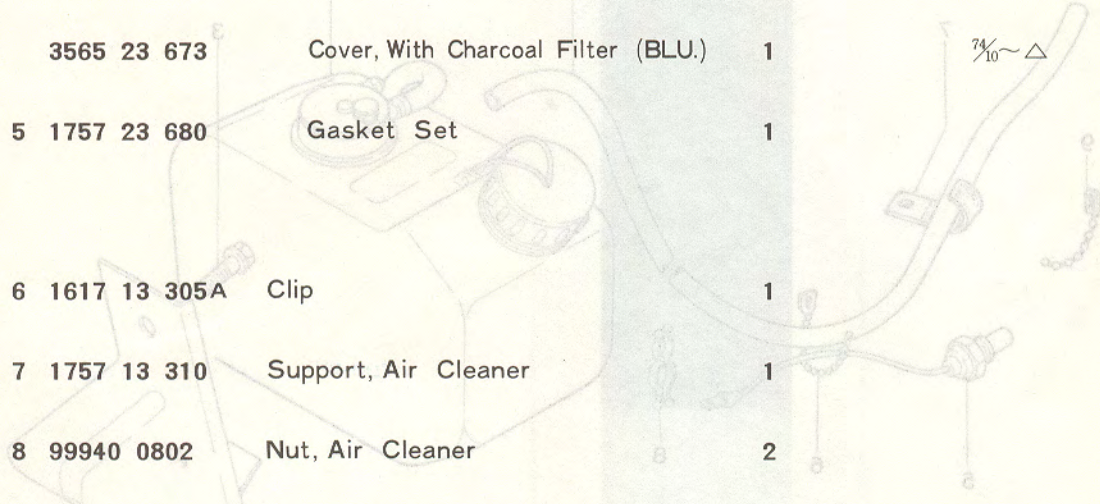 3565 23 673 Cover, With Charcoal Filter (BLU.) 1 74/10~ △
5 1757 23 680 Gasket Set 1
6 1617 13 305A Clip 1
7 1757 13 310 Support, Air Cleaner 1
8 99940 0802 Nut, Air Cleaner 2